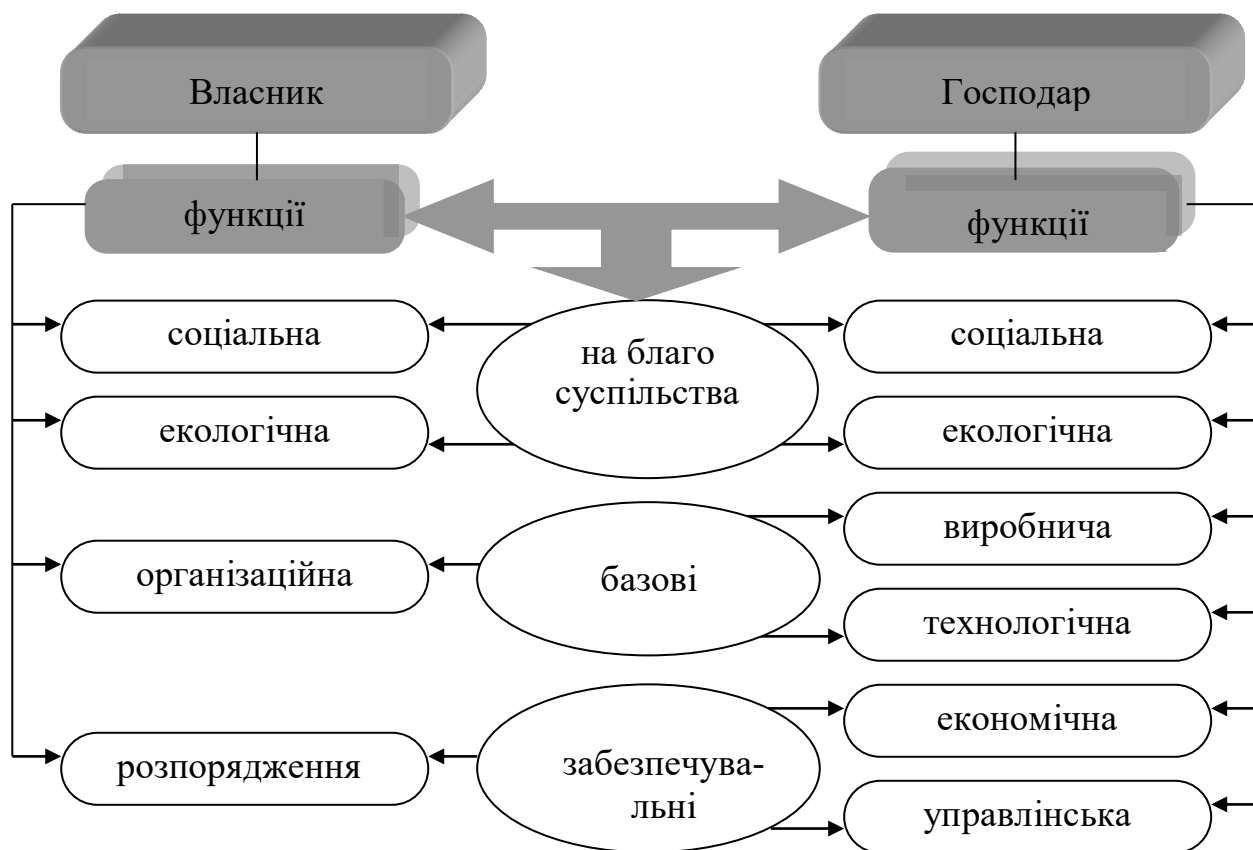 Власник
Господар
функції
функції
соціальна
на благо
суспільства
соціальна
екологічна
екологічна
організаційна
базові
виробнича
технологічна
розпорядження
забезпечува-
льні
економічна
управлінська